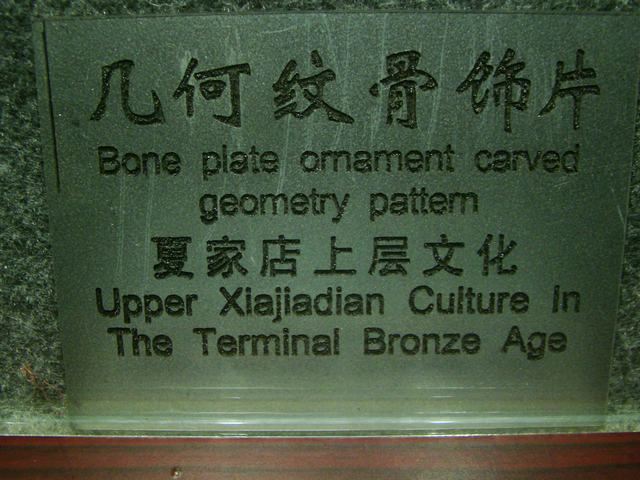 几何纹骨饰片
Bone plate ornament carved
geometry pattern
夏家店上层文化
Upper Xiajiadian Culture In
The Terminal Bronze Age